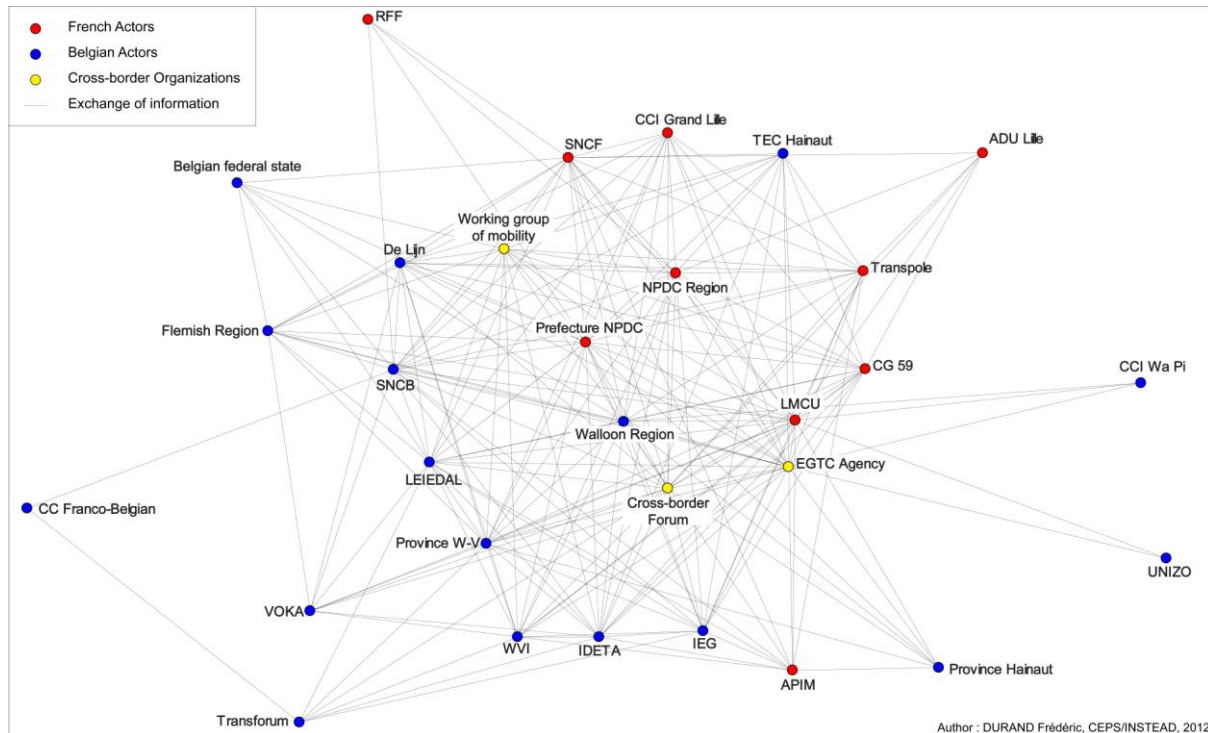 French Actors
Belgian Actors
Cross-border Organizations
Exchange of information
RFF
CCI Grand Lille
SNCF
TEC Hainaut
ADU Lille
Belgian federal state
Working group
of mobility
De Lijn
Transpole
NPDC Region
Prefecture NPDC
Flemish Region
SNCB
CG 59
CCI Wa Pi
LMCU
Walloon Region
EGTC Agency
LEIEDAL
Cross-border
Forum
CC Franco-Belgian
Province W-V
UNIZO
VOKA
WVI
IDETA
IEG
APIM
Province Hainaut
Transforum
Author : DURAND Frédéric, CEPS/INSTEAD, 2012